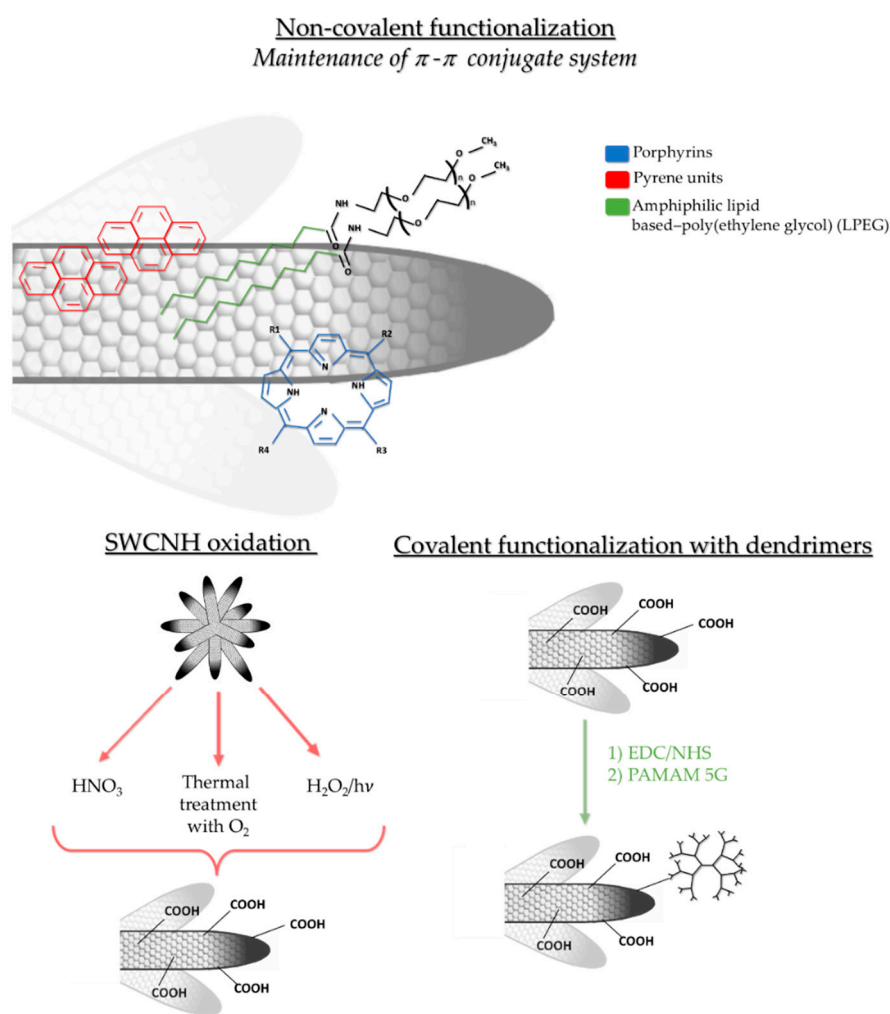 Non-covalent functionalization
Maintenance of π-π conjugate system
CH₃
O
n
O
CH₃
O
n
NH
O
NH
O
O
O
Porphyrins
Pyrene units
Amphiphilic lipid
based–poly(ethylene glycol) (LPEG)
R1
R2
N
NH
NH
N
R4
R3
SWCNH oxidation
HNO₃
Thermal
treatment
with O₂
H₂O₂/hν
COOH
COOH
COOH
COOH
COOH
Covalent functionalization with dendrimers
COOH
COOH
COOH
COOH
COOH
1) EDC/NHS
2) PAMAM 5G
COOH
COOH
COOH
COOH